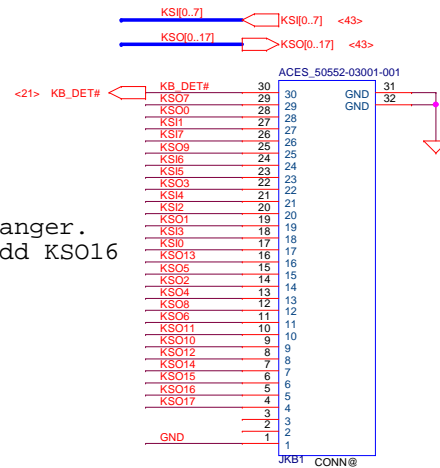 KSI[0..7] KSI[0..7] <43>
KSO[0..17] KSO[0..17] <43>
ACES_50552-03001-001
<21> KB_DET# KB_DET# 30 30 GND 31
KSO7 29 29 GND 32
KSO0 28 28
KSI1 27 27
KSI7 26 26
KSO9 25 25
KSI6 24 24
KSI5 23 23
KSO3 22 22
KSI4 21 21
KSI2 20 20
KSO1 19 19
KSI3 18 18
KSI0 17 17
KSO13 16 16
KSO5 15 15
KSO2 14 14
KSO4 13 13
KSO8 12 12
KSO6 11 11
KSO11 10 10
KSO10 9 9
KSO12 8 8
KSO14 7 7
KSO15 6 6
KSO16 5 5
KSO17 4 4
3 3
2 2
GND 1 1
JKB1 CONN@
anger.
dd KSO16